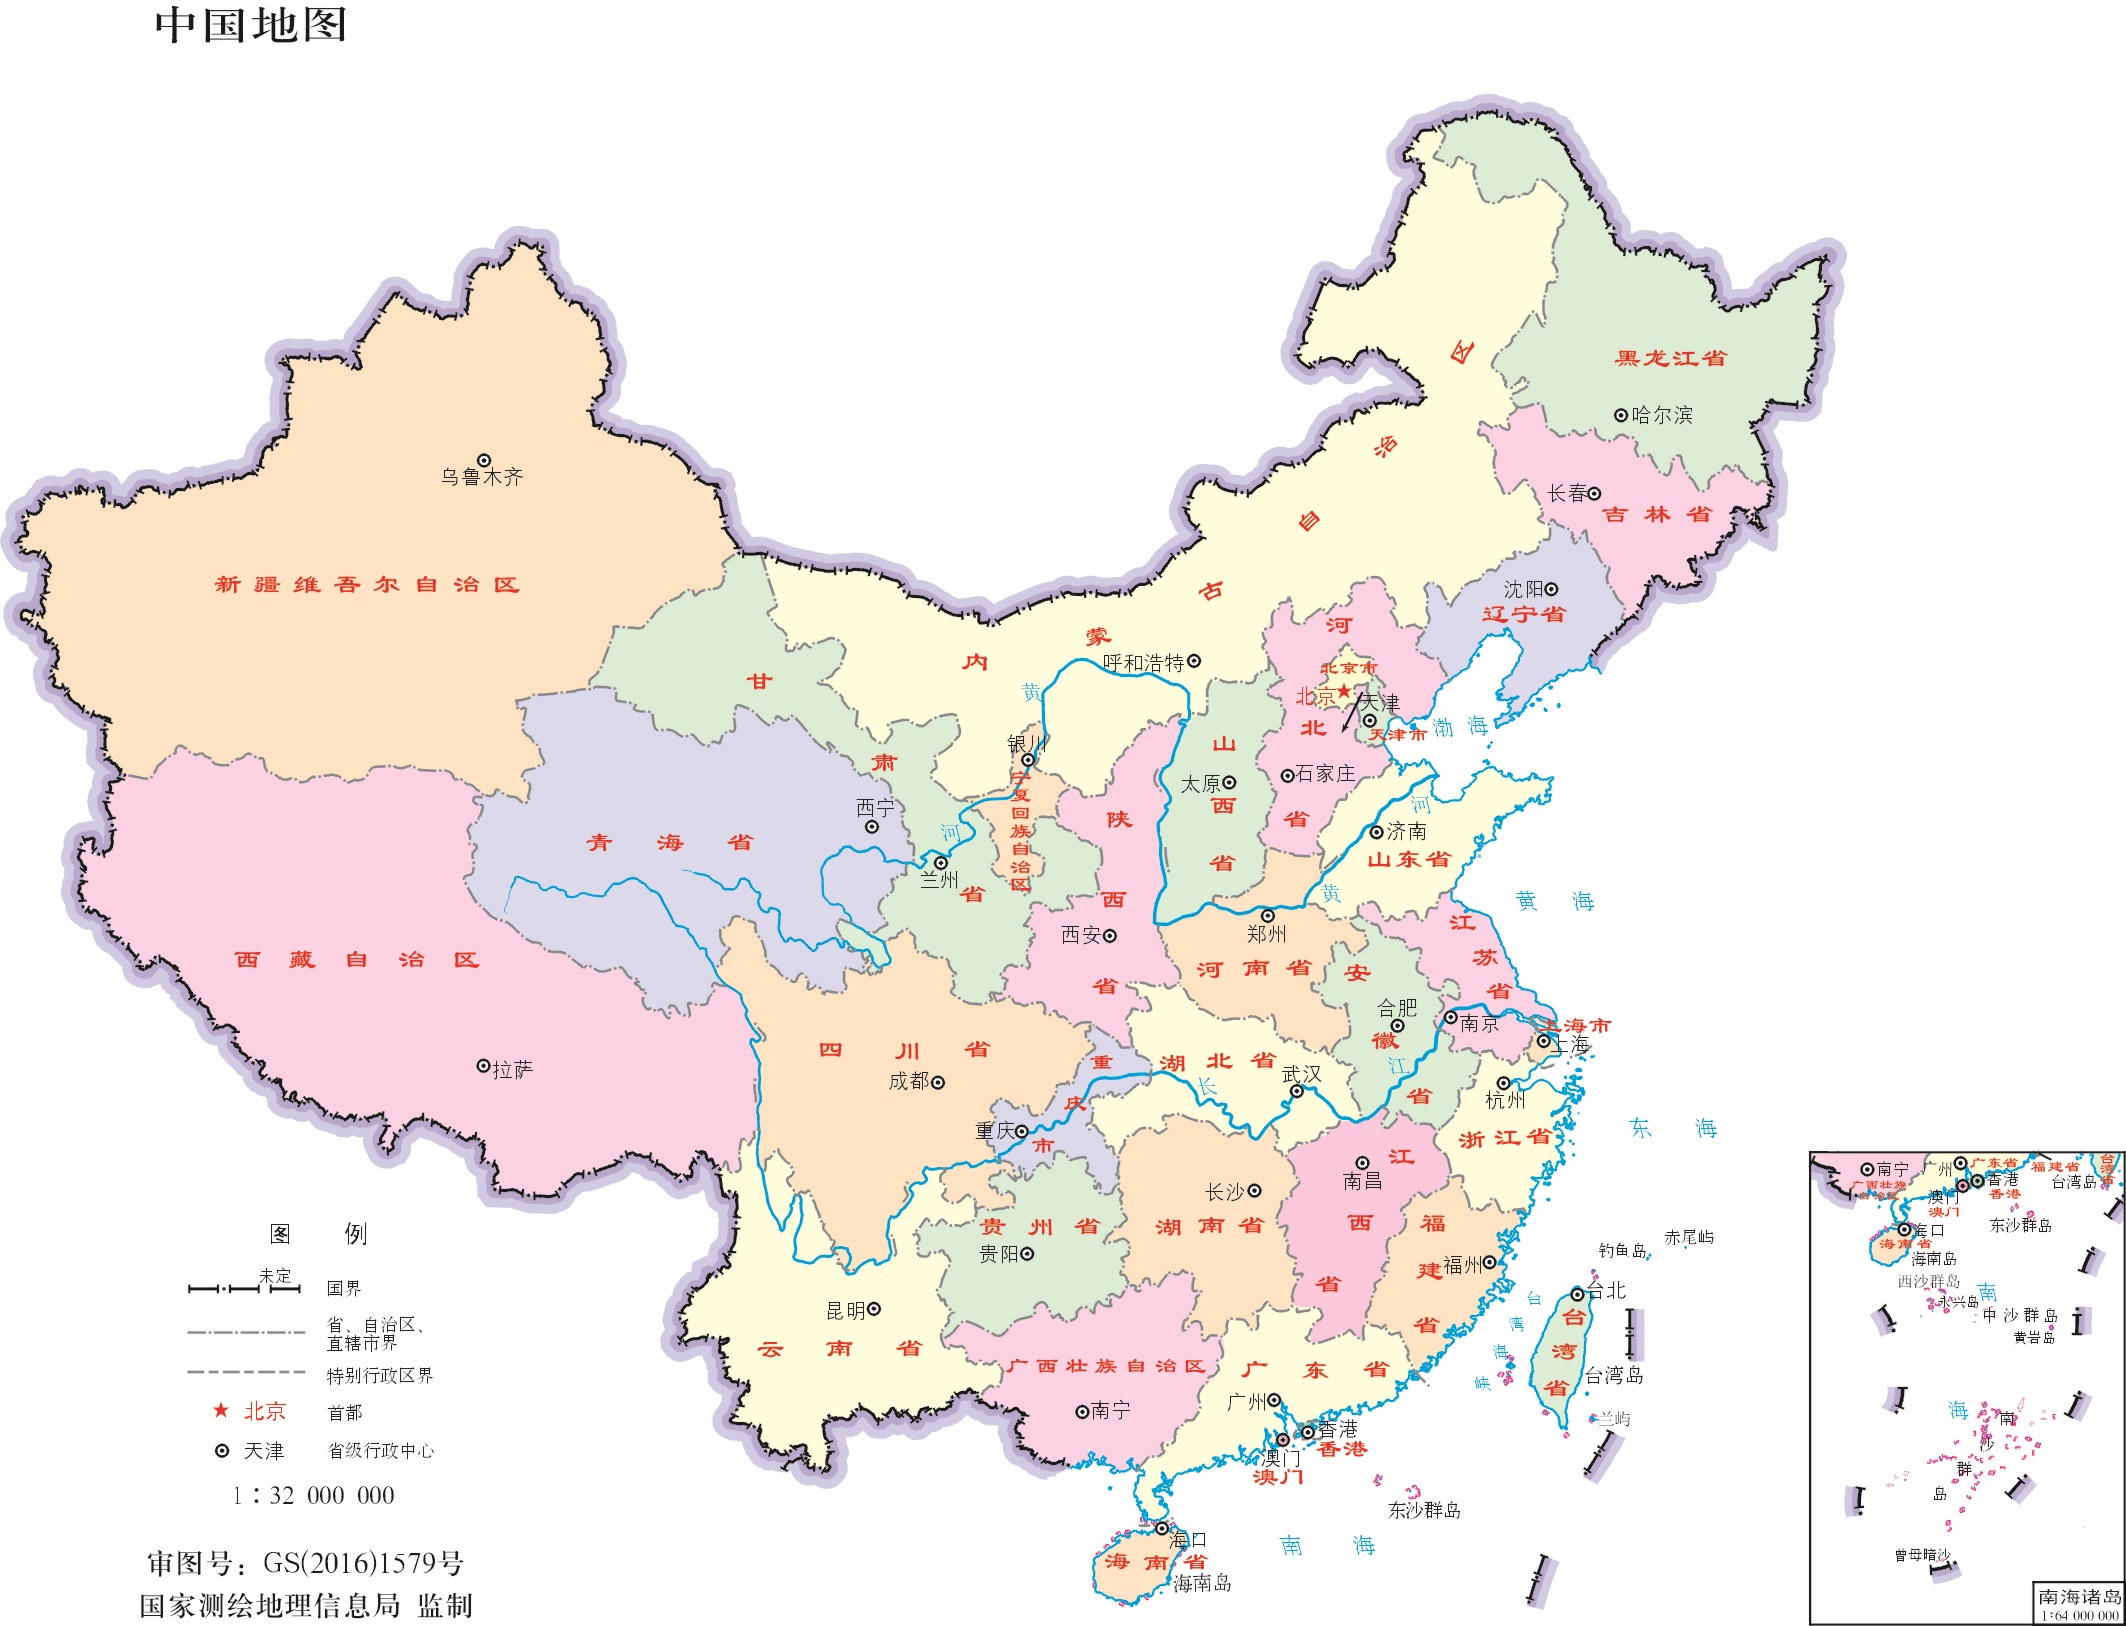 中国地图
黑龙江省
哈尔滨
吉林省
长春
辽宁省
沈阳
内蒙古自治区
呼和浩特
新疆维吾尔自治区
乌鲁木齐
甘肃省
兰州
青海省
西宁
宁夏回族自治区
银川
西藏自治区
拉萨
陕西省
西安
山西省
太原
河北省
石家庄
北京市
北京
天津
天津市
渤海
山东省
济南
黄河
黄河
黄海
河南省
郑州
江苏省
南京
安徽省
合肥
上海市
上海
浙江省
杭州
东海
湖北省
武汉
长江
四川省
成都
重庆市
重庆
湖南省
长沙
江西省
南昌
福建省
福州
贵州省
贵阳
云南省
昆明
广西壮族自治区
南宁
广东省
广州
香港
香港
澳门
澳门
海南省
海口
海南岛
台湾省
台北
台湾岛
台湾海峡
钓鱼岛
赤尾屿
兰屿
东沙群岛
南海
图例
未定
国界
省、自治区、
直辖市界
特别行政区界
北京
首都
天津
省级行政中心
1：32 000 000
审图号：GS(2016)1579号
国家测绘地理信息局 监制
南宁
广州
广东省
福建省
台湾省
广西壮族
自治区
澳门
澳门
香港
香港
台湾岛
东沙群岛
海口
海南省
海南岛
西沙群岛
永兴岛
中沙群岛
黄岩岛
南海
南沙群岛
曾母暗沙
南海诸岛
1:64 000 000